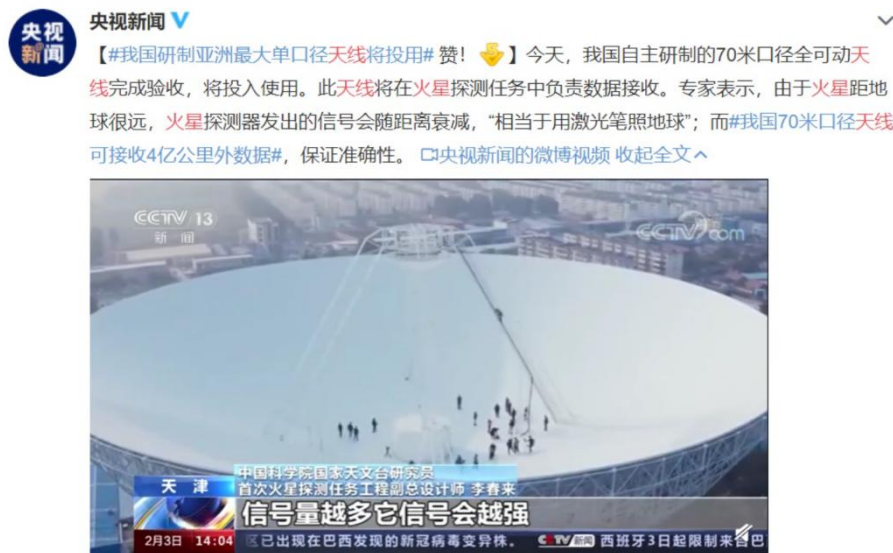 央视新闻
央视
新闻
【#我国研制亚洲最大单口径天线将投用# 赞！】今天，我国自主研制的70米口径全可动天
线完成验收，将投入使用。此天线将在火星探测任务中负责数据接收。专家表示，由于火星距地
球很远，火星探测器发出的信号会随距离衰减，“相当于用激光笔照地球”；而#我国70米口径天线
可接收4亿公里外数据#，保证准确性。 央视新闻的微博视频 收起全文
CCTV 13
新闻
CCTV.com
中国科学院国家天文台研究员
天津
首次火星探测任务工程副总设计师 李春来
信号量越多它信号会越强
2月3日 14:04
区已出现在巴西发现的新冠病毒变异株。 CCTV新闻 西班牙3日起限制来自巴